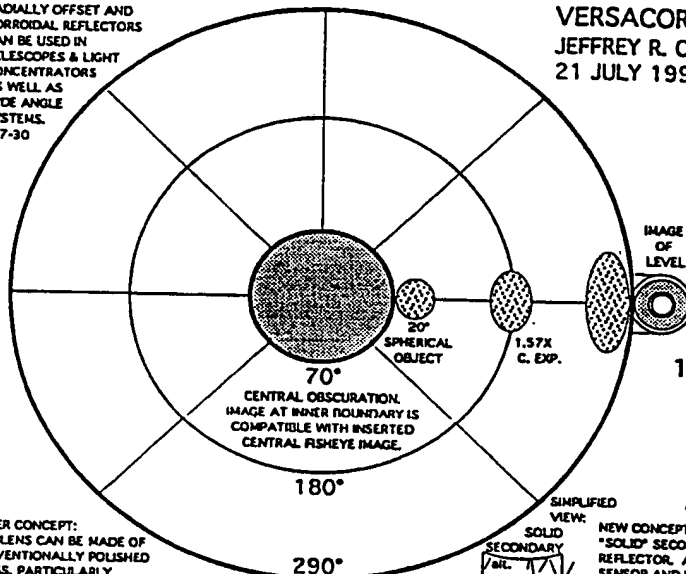 ADIALLY OFFSET AND
ORROIDAL REFLECTORS
AN BE USED IN
LESCOPES & LIGHT
ONCENTRATORS
S WELL AS
DE ANGLE
YSTEMS.
7-30
VERSACOR
JEFFREY R. C
21 JULY 199
IMAGE
OF
LEVEL
20°
SPHERICAL
OBJECT
1.57X
C. EXP.
1
70°
CENTRAL OBSCURATION.
IMAGE AT INNER BOUNDARY IS
COMPATIBLE WITH INSERTED
CENTRAL FISHEYE IMAGE.
180°
290°
ER CONCEPT:
LENS CAN BE MADE OF
VENTIONALLY POLISHED
S, PARTICULARLY
SIMPLIFIED
VIEW:
SOLID
SECONDARY
alt.
NEW CONCEPT
"SOLID" SECO
REFLECTOR, A
SENSOR AND